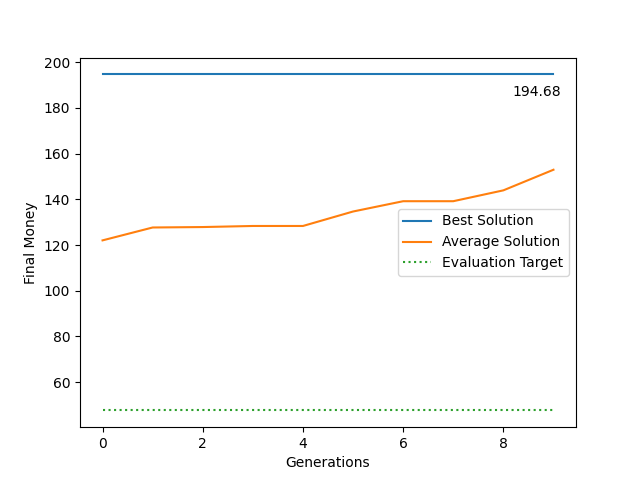 200
180
160
140
120
100
80
60
Final Money
194.68
Best Solution
Average Solution
Evaluation Target
0 2 4 6 8
Generations